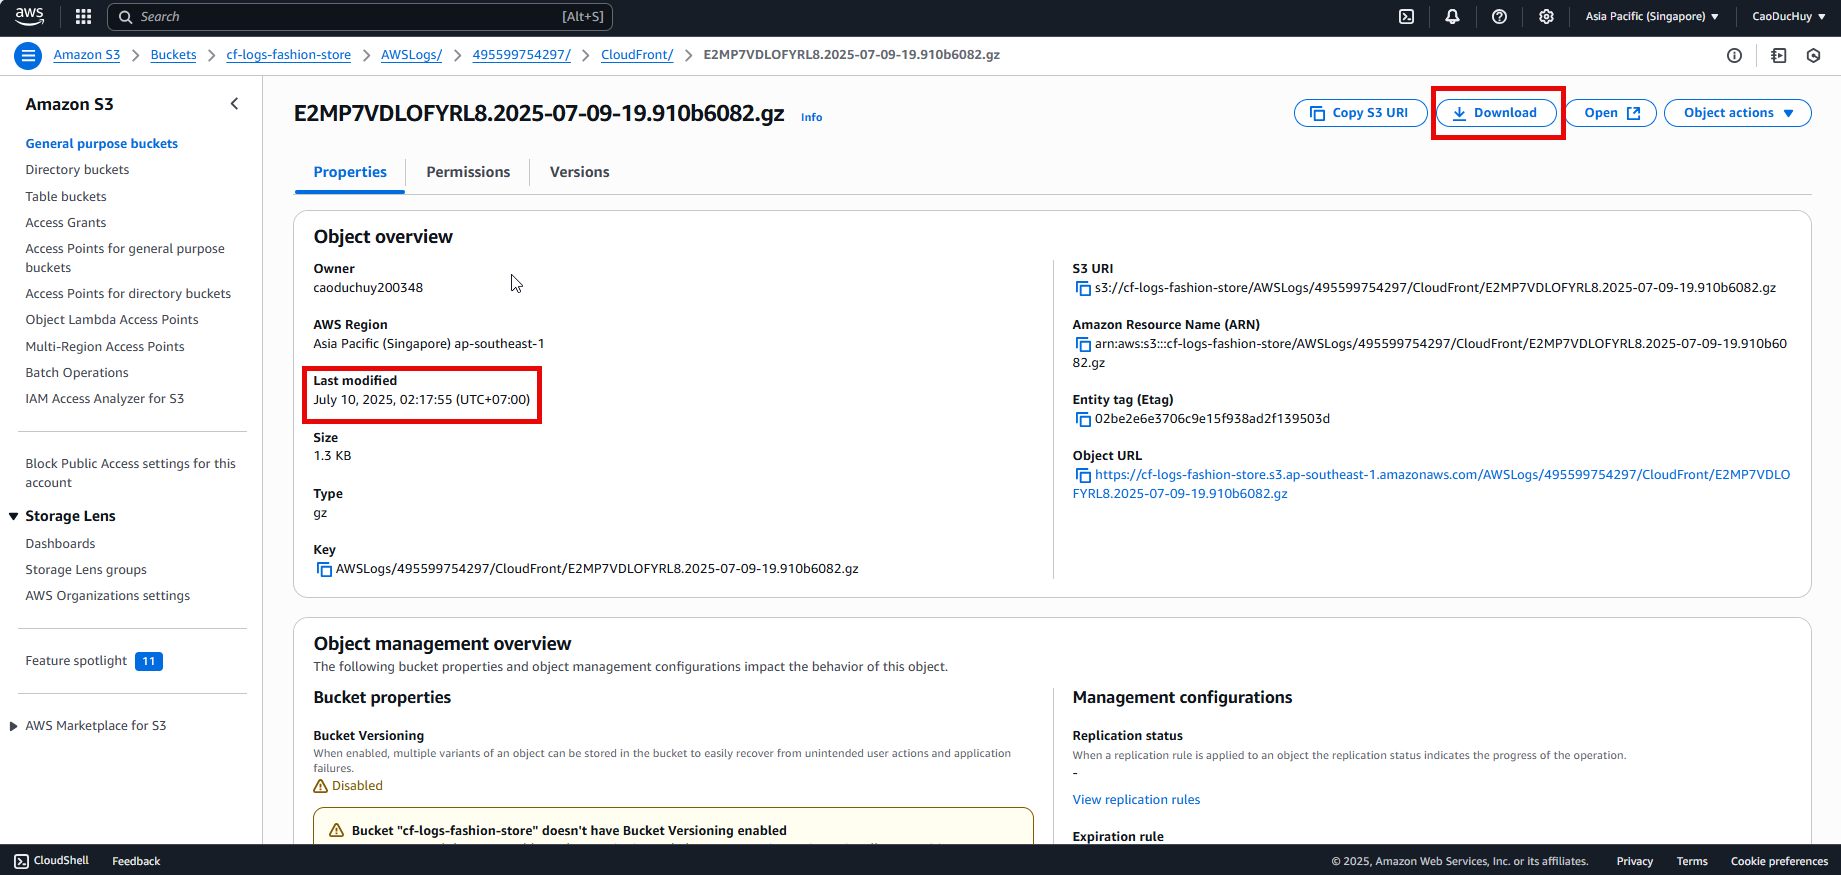 aws
Search [Alt+S]
Asia Pacific (Singapore)
CaoDucHuy
Amazon S3 > Buckets > cf-logs-fashion-store > AWSLogs/ > 495599754297/ > CloudFront/ > E2MP7VDLOFYRL8.2025-07-09-19.910b6082.gz
Amazon S3
General purpose buckets
Directory buckets
Table buckets
Access Grants
Access Points for general purpose
buckets
Access Points for directory buckets
Object Lambda Access Points
Multi-Region Access Points
Batch Operations
IAM Access Analyzer for S3
Block Public Access settings for this
account
Storage Lens
Dashboards
Storage Lens groups
AWS Organizations settings
Feature spotlight 11
AWS Marketplace for S3
E2MP7VDLOFYRL8.2025-07-09-19.910b6082.gz Info
Copy S3 URI
Download
Open
Object actions
Properties
Permissions
Versions
Object overview
Owner
caoduchuy200348
AWS Region
Asia Pacific (Singapore) ap-southeast-1
Last modified
July 10, 2025, 02:17:55 (UTC+07:00)
Size
1.3 KB
Type
gz
Key
AWSLogs/495599754297/CloudFront/E2MP7VDLOFYRL8.2025-07-09-19.910b6082.gz
S3 URI
s3://cf-logs-fashion-store/AWSLogs/495599754297/CloudFront/E2MP7VDLOFYRL8.2025-07-09-19.910b6082.gz
Amazon Resource Name (ARN)
arn:aws:s3:::cf-logs-fashion-store/AWSLogs/495599754297/CloudFront/E2MP7VDLOFYRL8.2025-07-09-19.910b60
82.gz
Entity tag (Etag)
02be2e6e3706c9e15f938ad2f139503d
Object URL
https://cf-logs-fashion-store.s3.ap-southeast-1.amazonaws.com/AWSLogs/495599754297/CloudFront/E2MP7VDLO
FYRL8.2025-07-09-19.910b6082.gz
Object management overview
The following bucket properties and object management configurations impact the behavior of this object.
Bucket properties
Bucket Versioning
When enabled, multiple variants of an object can be stored in the bucket to easily recover from unintended user actions and application
failures.
Disabled
Bucket "cf-logs-fashion-store" doesn't have Bucket Versioning enabled
Management configurations
Replication status
When a replication rule is applied to an object the replication status indicates the progress of the operation.
-
View replication rules
Expiration rule
CloudShell
Feedback
© 2025, Amazon Web Services, Inc. or its affiliates.
Privacy
Terms
Cookie preferences